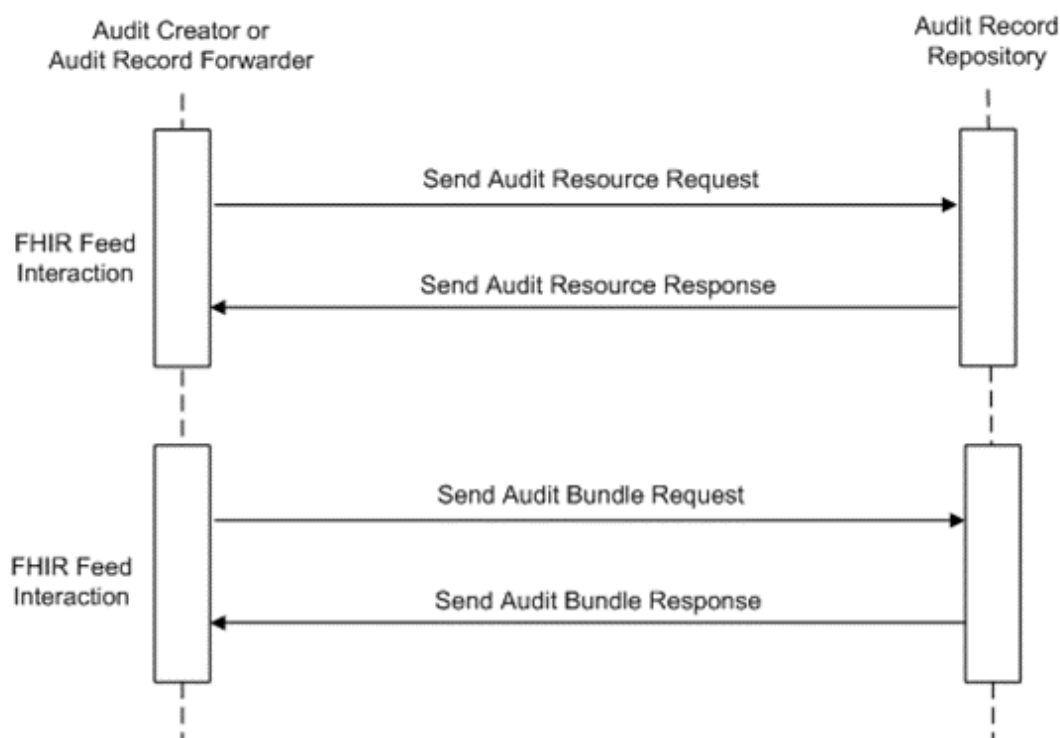 Audit Creator or
Audit Record Forwarder
Audit Record
Repository
Send Audit Resource Request
FHIR Feed
Interaction
Send Audit Resource Response
Send Audit Bundle Request
FHIR Feed
Interaction
Send Audit Bundle Response